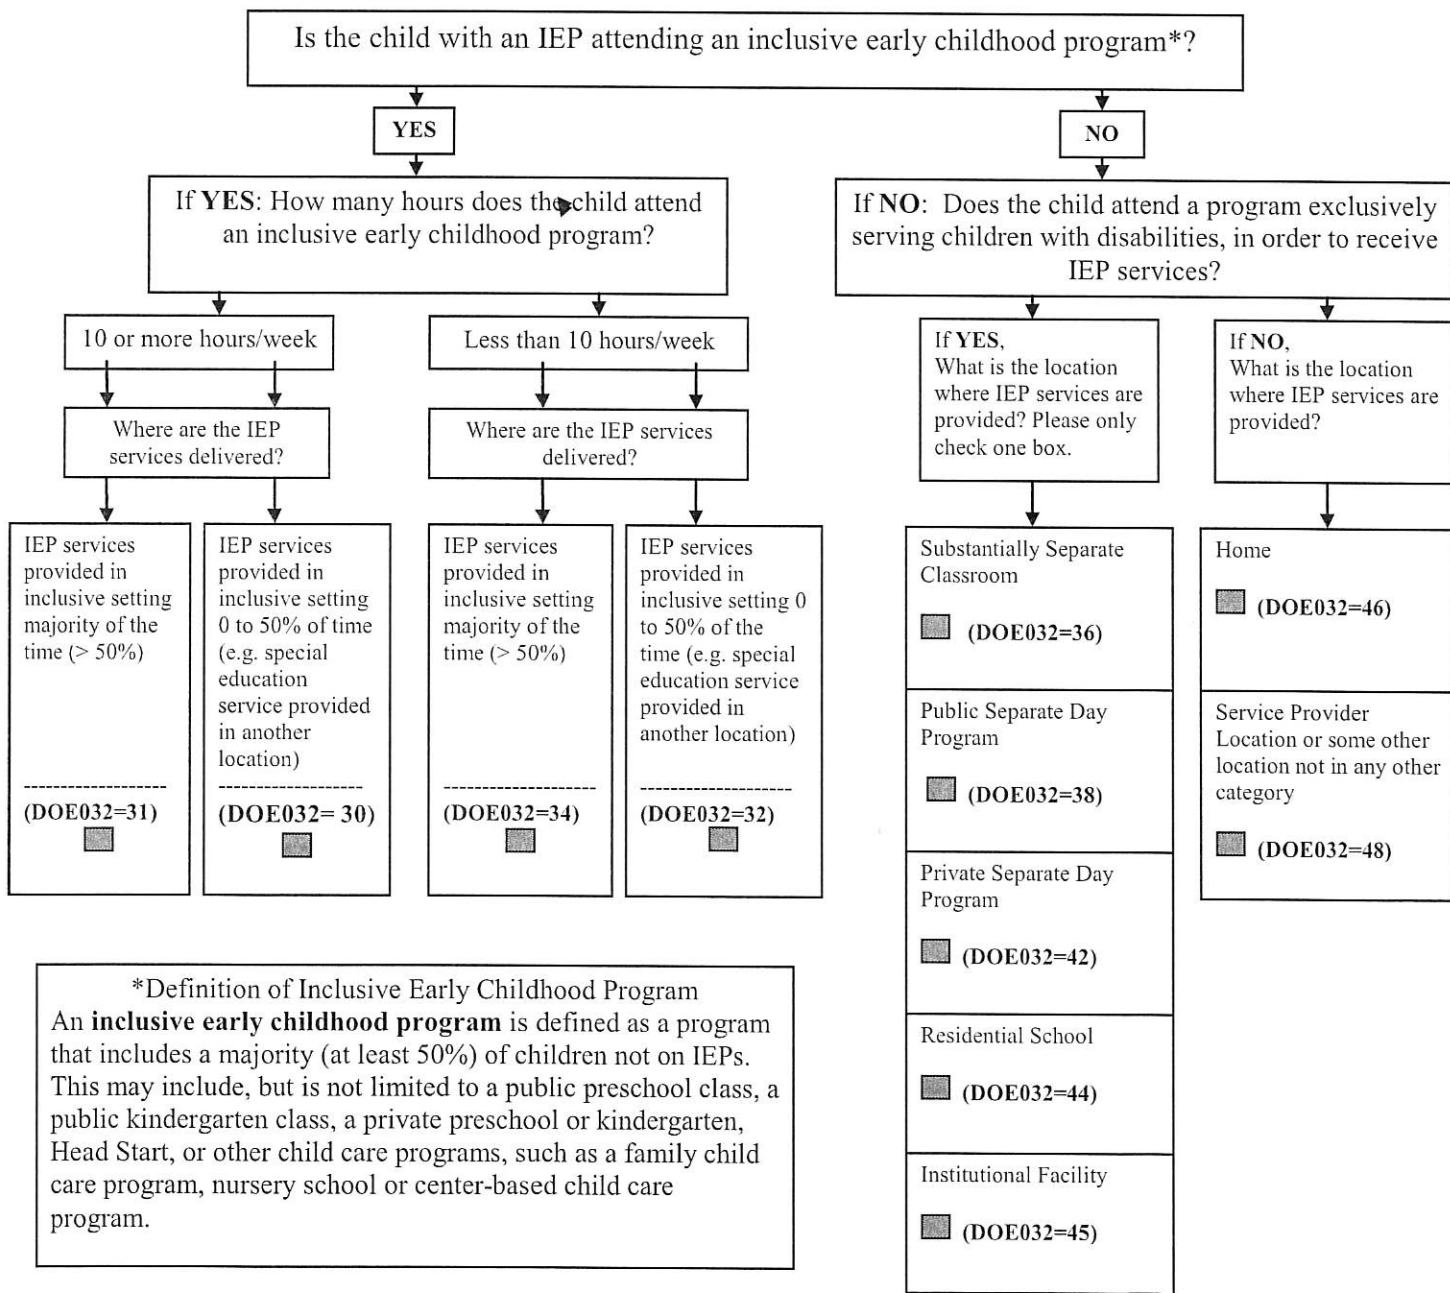 Is the child with an IEP attending an inclusive early childhood program*?
YES
NO
If YES: How many hours does the child attend
an inclusive early childhood program?
If NO: Does the child attend a program exclusively
serving children with disabilities, in order to receive
IEP services?
10 or more hours/week
Less than 10 hours/week
Where are the IEP
services delivered?
Where are the IEP services
delivered?
If YES,
What is the location
where IEP services are
provided? Please only
check one box.
If NO,
What is the location
where IEP services are
provided?
IEP services
provided in
inclusive setting
majority of the
time (> 50%)
--------------------
(DOE032=31)
IEP services
provided in
inclusive setting
0 to 50% of time
(e.g. special
education
service provided
in another
location)
--------------------
(DOE032= 30)
IEP services
provided in
inclusive setting
majority of the
time (> 50%)
---------------------
(DOE032=34)
IEP services
provided in
inclusive setting 0
to 50% of the
time (e.g. special
education service
provided in
another location)
---------------------
(DOE032=32)
Substantially Separate
Classroom
(DOE032=36)
Public Separate Day
Program
(DOE032=38)
Private Separate Day
Program
(DOE032=42)
Residential School
(DOE032=44)
Institutional Facility
(DOE032=45)
Home
(DOE032=46)
Service Provider
Location or some other
location not in any other
category
(DOE032=48)
*Definition of Inclusive Early Childhood Program
An inclusive early childhood program is defined as a program
that includes a majority (at least 50%) of children not on IEPs.
This may include, but is not limited to a public preschool class, a
public kindergarten class, a private preschool or kindergarten,
Head Start, or other child care programs, such as a family child
care program, nursery school or center-based child care
program.